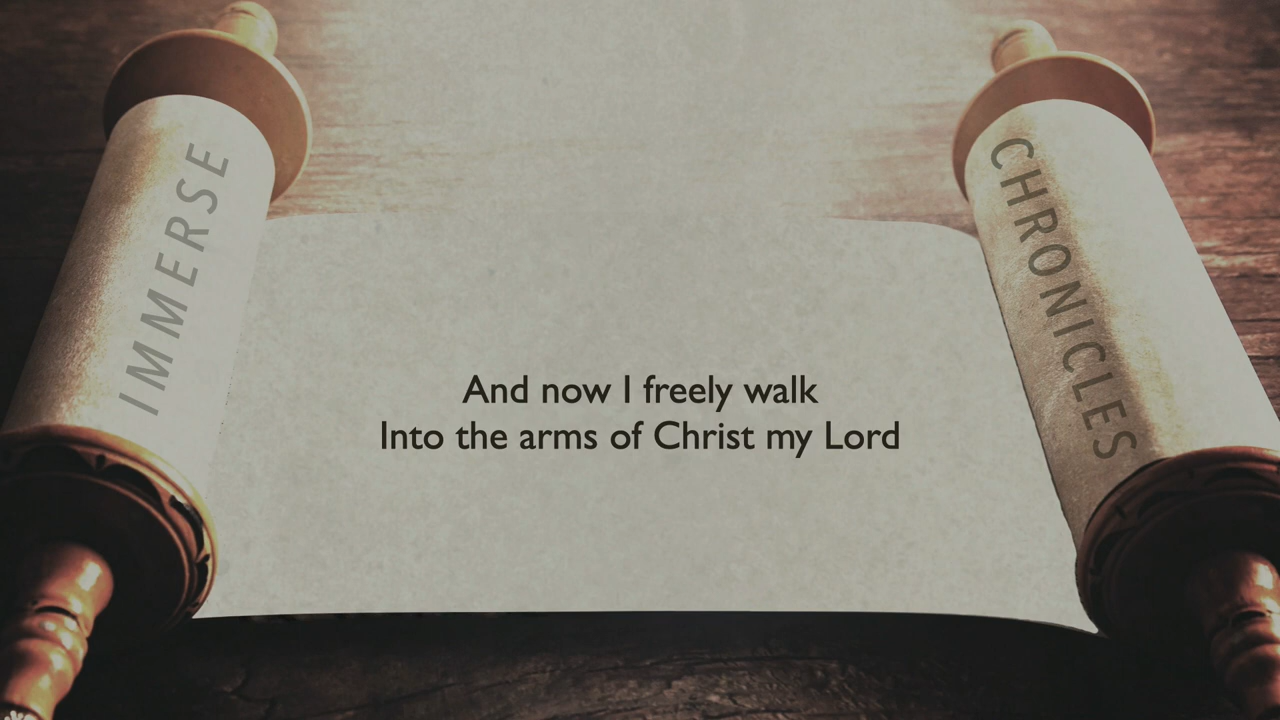 IMMERSE
CHRONICLES
And now I freely walk
Into the arms of Christ my Lord